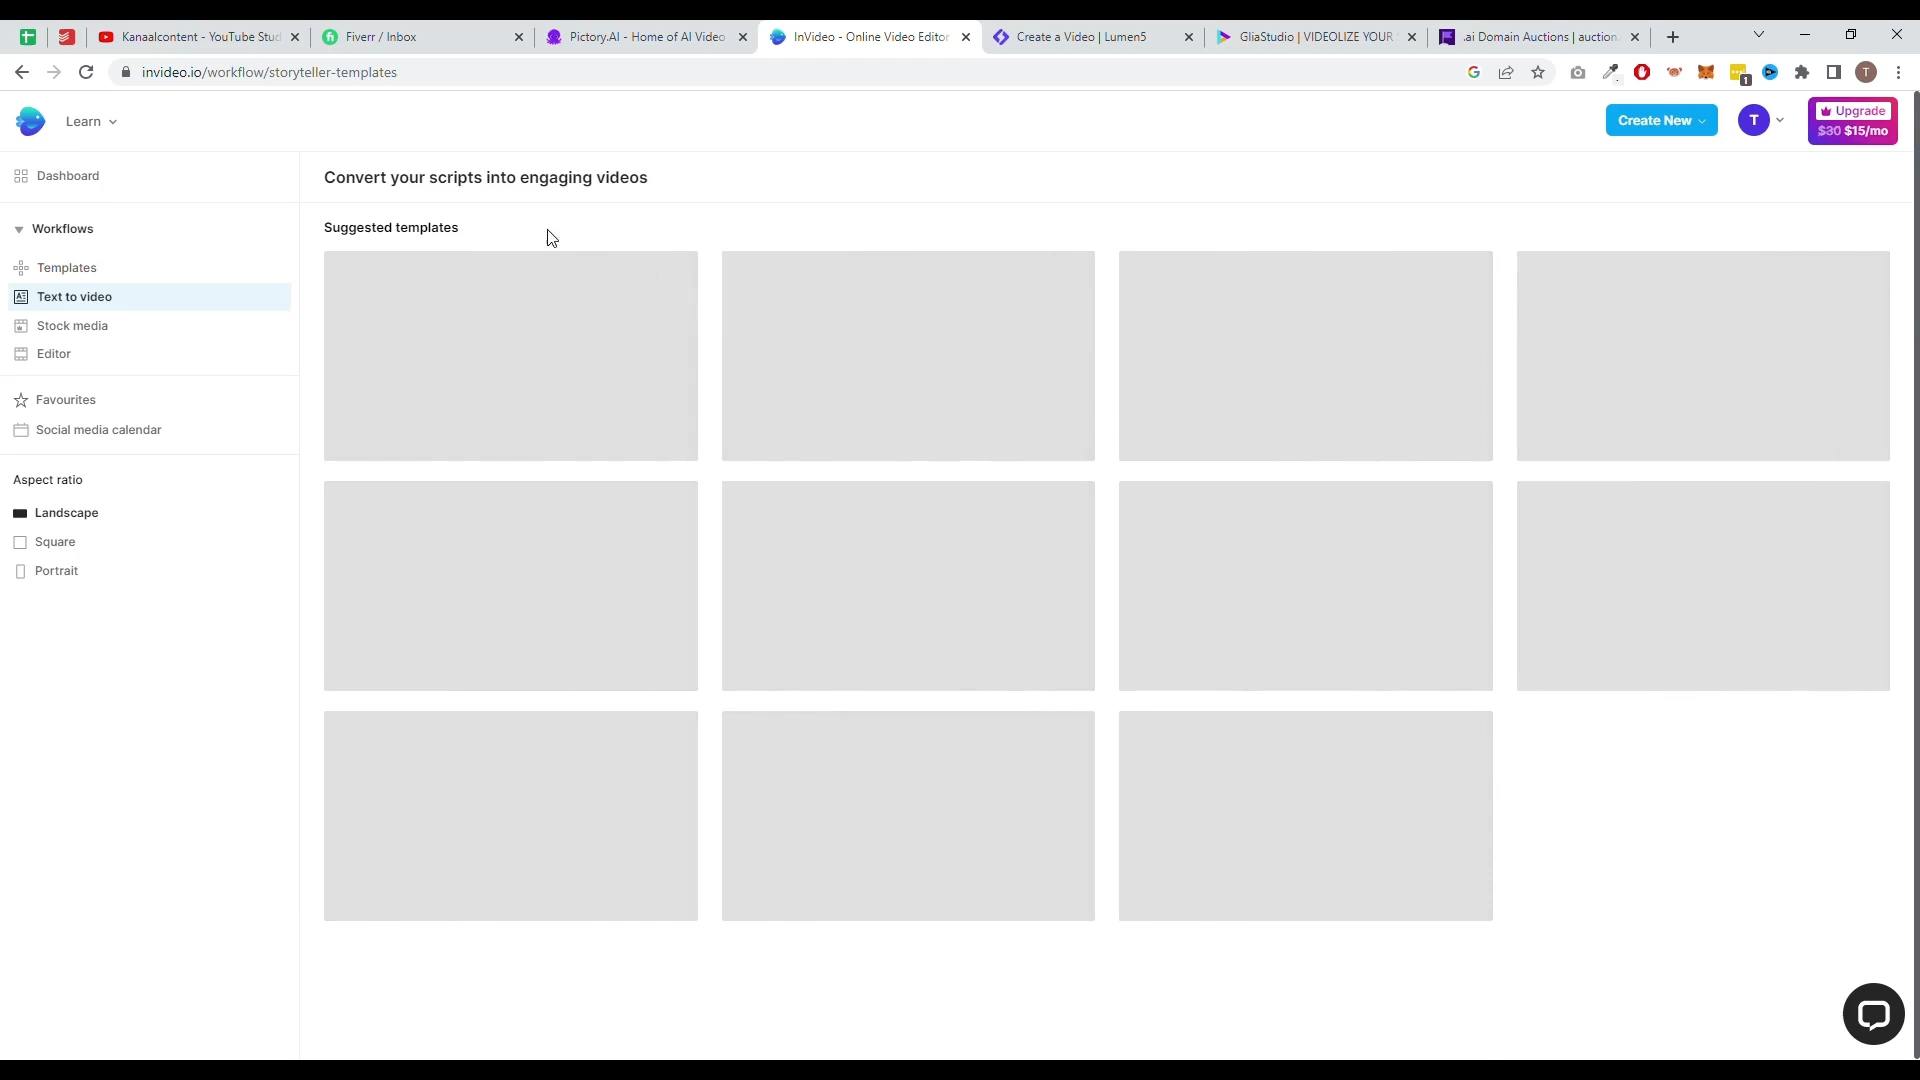 Kanaalcontent - YouTube Stud
Fiverr / Inbox
Pictory.AI - Home of AI Video
InVideo - Online Video Editor
Create a Video | Lumen5
GliaStudio | VIDEOLIZE YOUR
.ai Domain Auctions | auction.
invideo.io/workflow/storyteller-templates
1
T
Learn
Create New
T
Upgrade
$30 $15/mo
Dashboard
Convert your scripts into engaging videos
Workflows
Suggested templates
Templates
Text to video
Stock media
Editor
Favourites
Social media calendar
Aspect ratio
Landscape
Square
Portrait